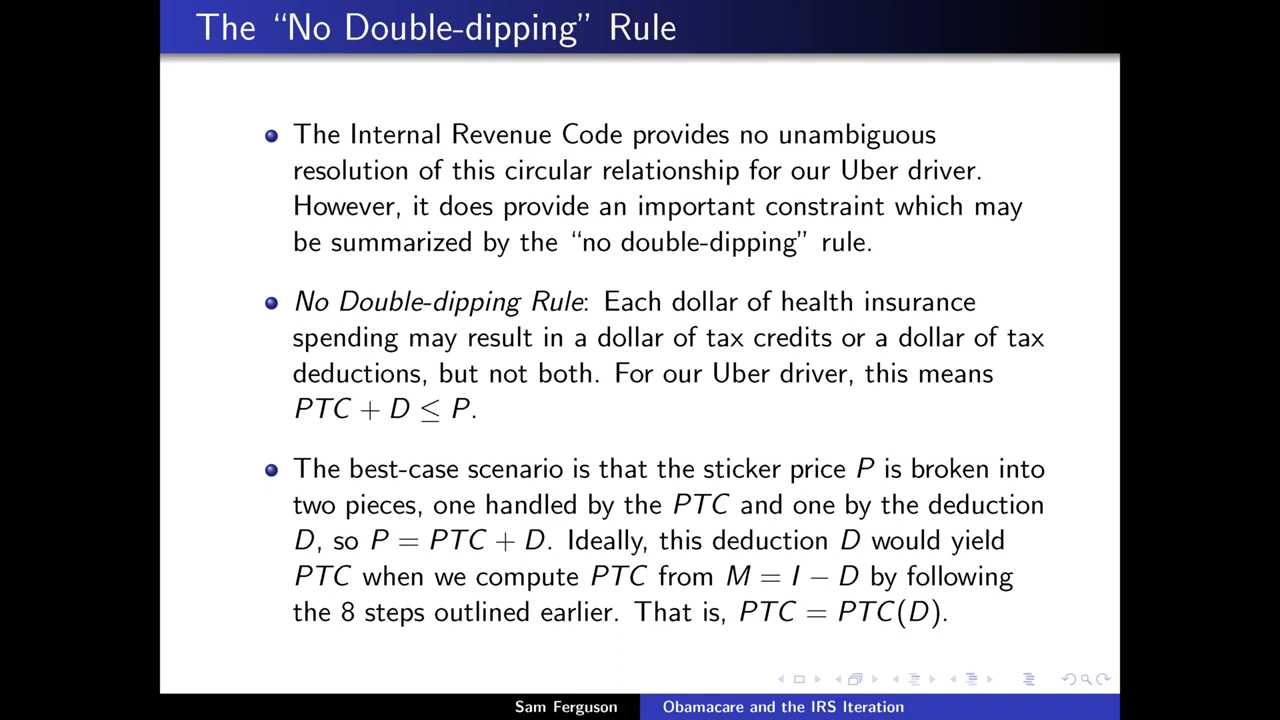 The “No Double-dipping” Rule
The Internal Revenue Code provides no unambiguous
resolution of this circular relationship for our Uber driver.
However, it does provide an important constraint which may
be summarized by the “no double-dipping” rule.
No Double-dipping Rule: Each dollar of health insurance
spending may result in a dollar of tax credits or a dollar of tax
deductions, but not both. For our Uber driver, this means
PTC + D ≤ P.
The best-case scenario is that the sticker price P is broken into
two pieces, one handled by the PTC and one by the deduction
D, so P = PTC + D. Ideally, this deduction D would yield
PTC when we compute PTC from M = I − D by following
the 8 steps outlined earlier. That is, PTC = PTC(D).
Sam Ferguson
Obamacare and the IRS Iteration